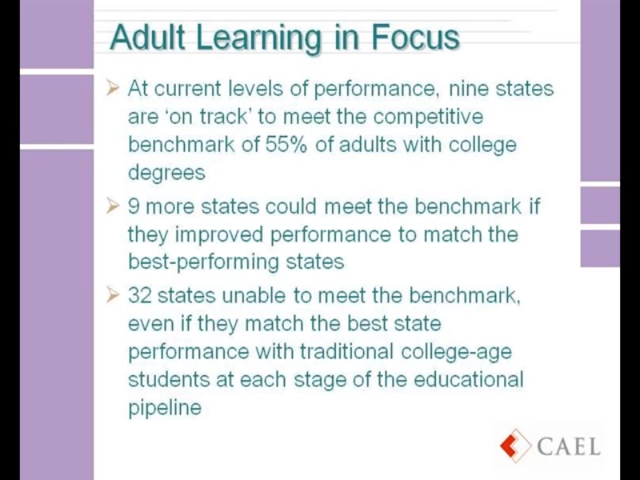 Adult Learning in Focus
At current levels of performance, nine states
are ‘on track’ to meet the competitive
benchmark of 55% of adults with college
degrees
9 more states could meet the benchmark if
they improved performance to match the
best-performing states
32 states unable to meet the benchmark,
even if they match the best state
performance with traditional college-age
students at each stage of the educational
pipeline
CAEL